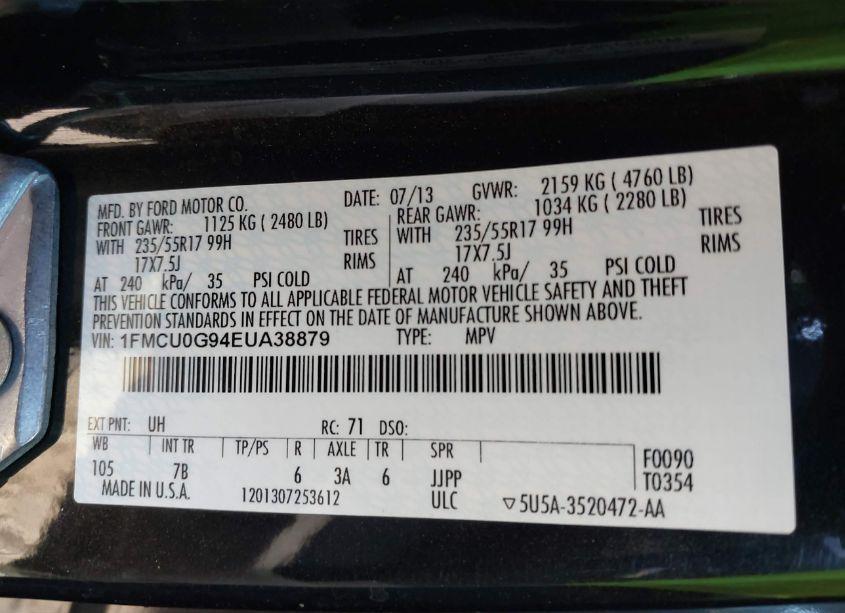 MFD. BY FORD MOTOR CO. DATE: 07/13 GVWR: 2159 KG ( 4760 LB)
FRONT GAWR: 1125 KG ( 2480 LB) REAR GAWR: 1034 KG ( 2280 LB)
WITH 235/55R17 99H TIRES WITH 235/55R17 99H TIRES
17X7.5J RIMS 17X7.5J RIMS
AT 240 kPa/ 35 PSI COLD AT 240 kPa/ 35 PSI COLD
THIS VEHICLE CONFORMS TO ALL APPLICABLE FEDERAL MOTOR VEHICLE SAFETY AND THEFT
PREVENTION STANDARDS IN EFFECT ON THE DATE OF MANUFACTURE SHOWN ABOVE.
VIN: 1FMCU0G94EUA38879 TYPE: MPV
EXT PNT: UH RC: 71 DSO:
WB INT TR TP/PS R AXLE TR SPR F0090
105 7B 6 3A 6 JJPP T0354
MADE IN U.S.A. 1201307253612 ULC ▽5U5A-3520472-AA